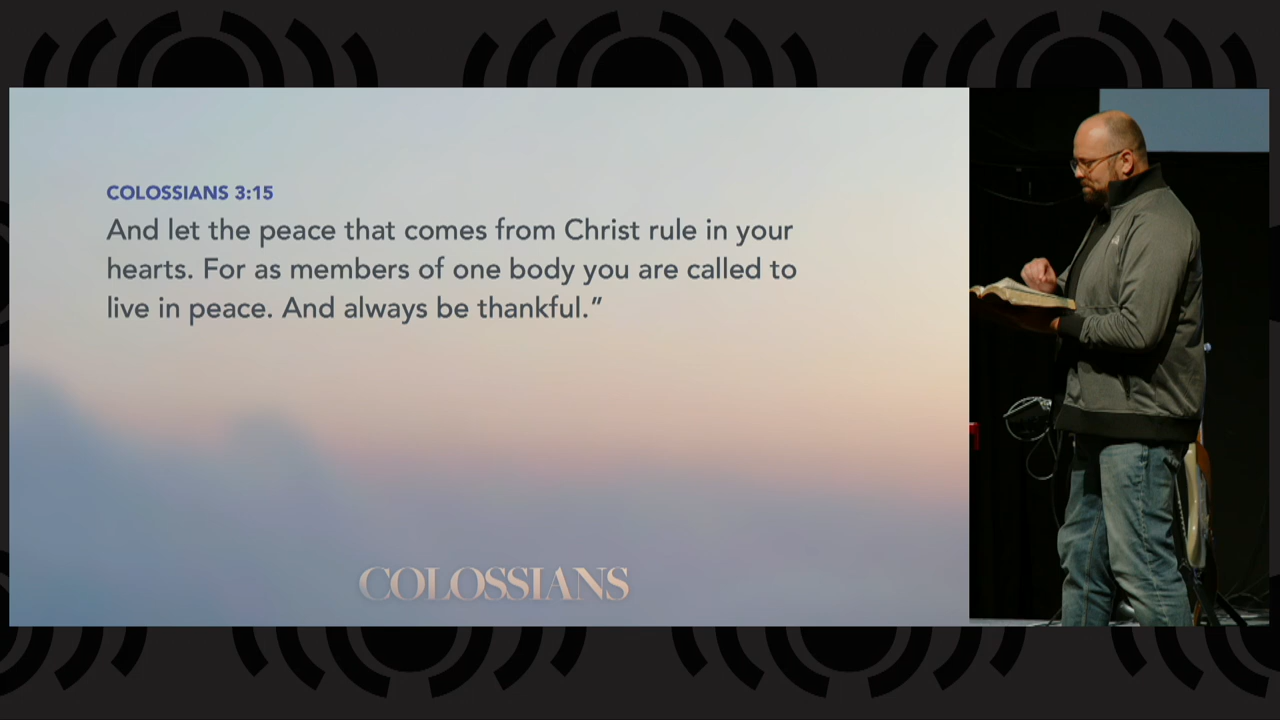 COLOSSIANS 3:15
And let the peace that comes from Christ rule in your
hearts. For as members of one body you are called to
live in peace. And always be thankful.”
COLOSSIANS